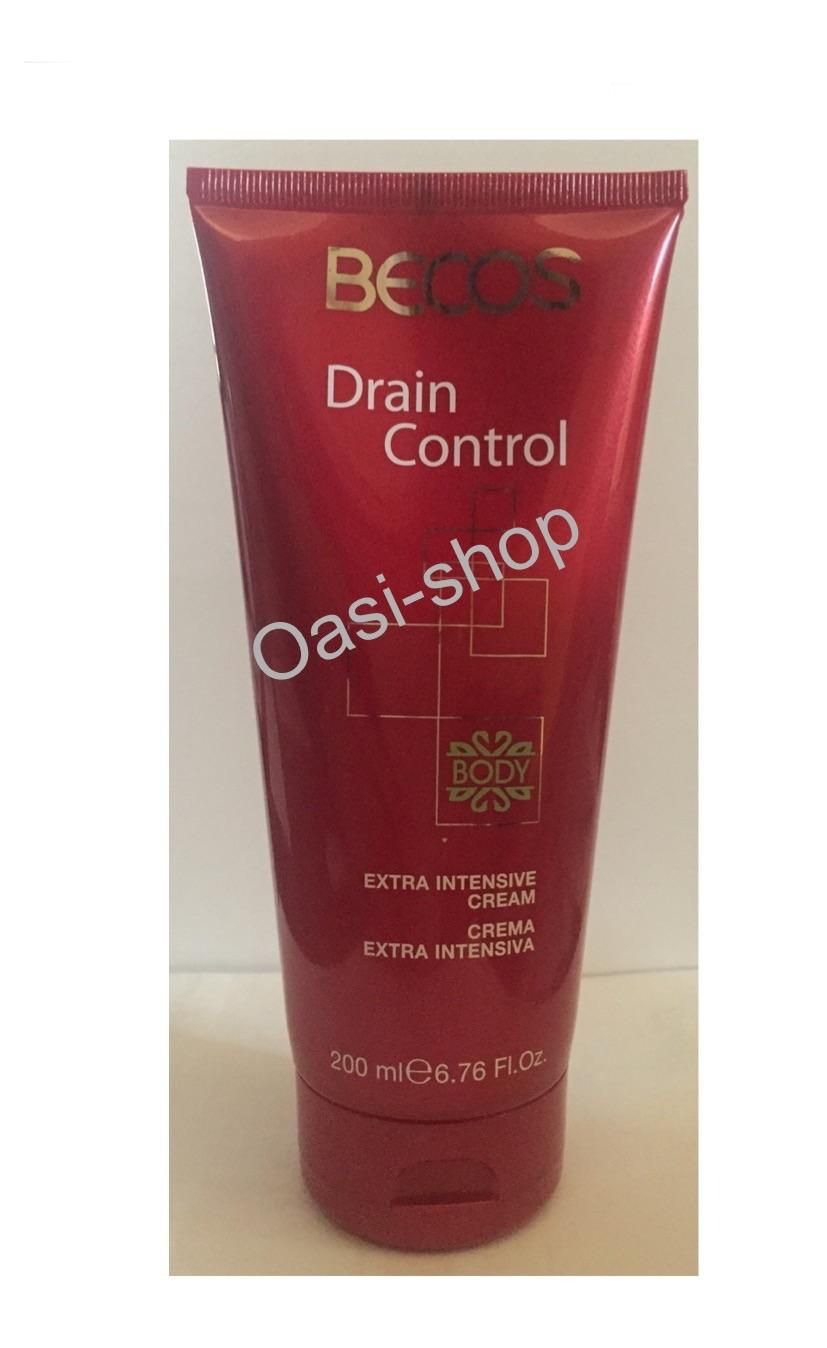 BECOS
Drain
Control
Oasi-shop
BODY
EXTRA INTENSIVE
CREAM
CREMA
EXTRA INTENSIVA
200 ml℮6.76 Fl.Oz.